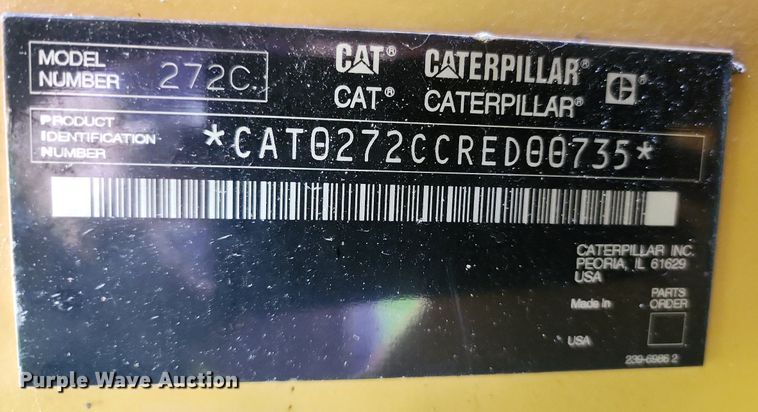 MODEL
NUMBER 272C
CAT® CATERPILLAR®
CAT® CATERPILLAR® C ®
PRODUCT
IDENTIFICATION
NUMBER
*CAT0272CCRED00735*
CATERPILLAR INC.
PEORIA, IL 61629
USA
Made in
PARTS
ORDER
USA
239-6986 2
Purple Wave Auction